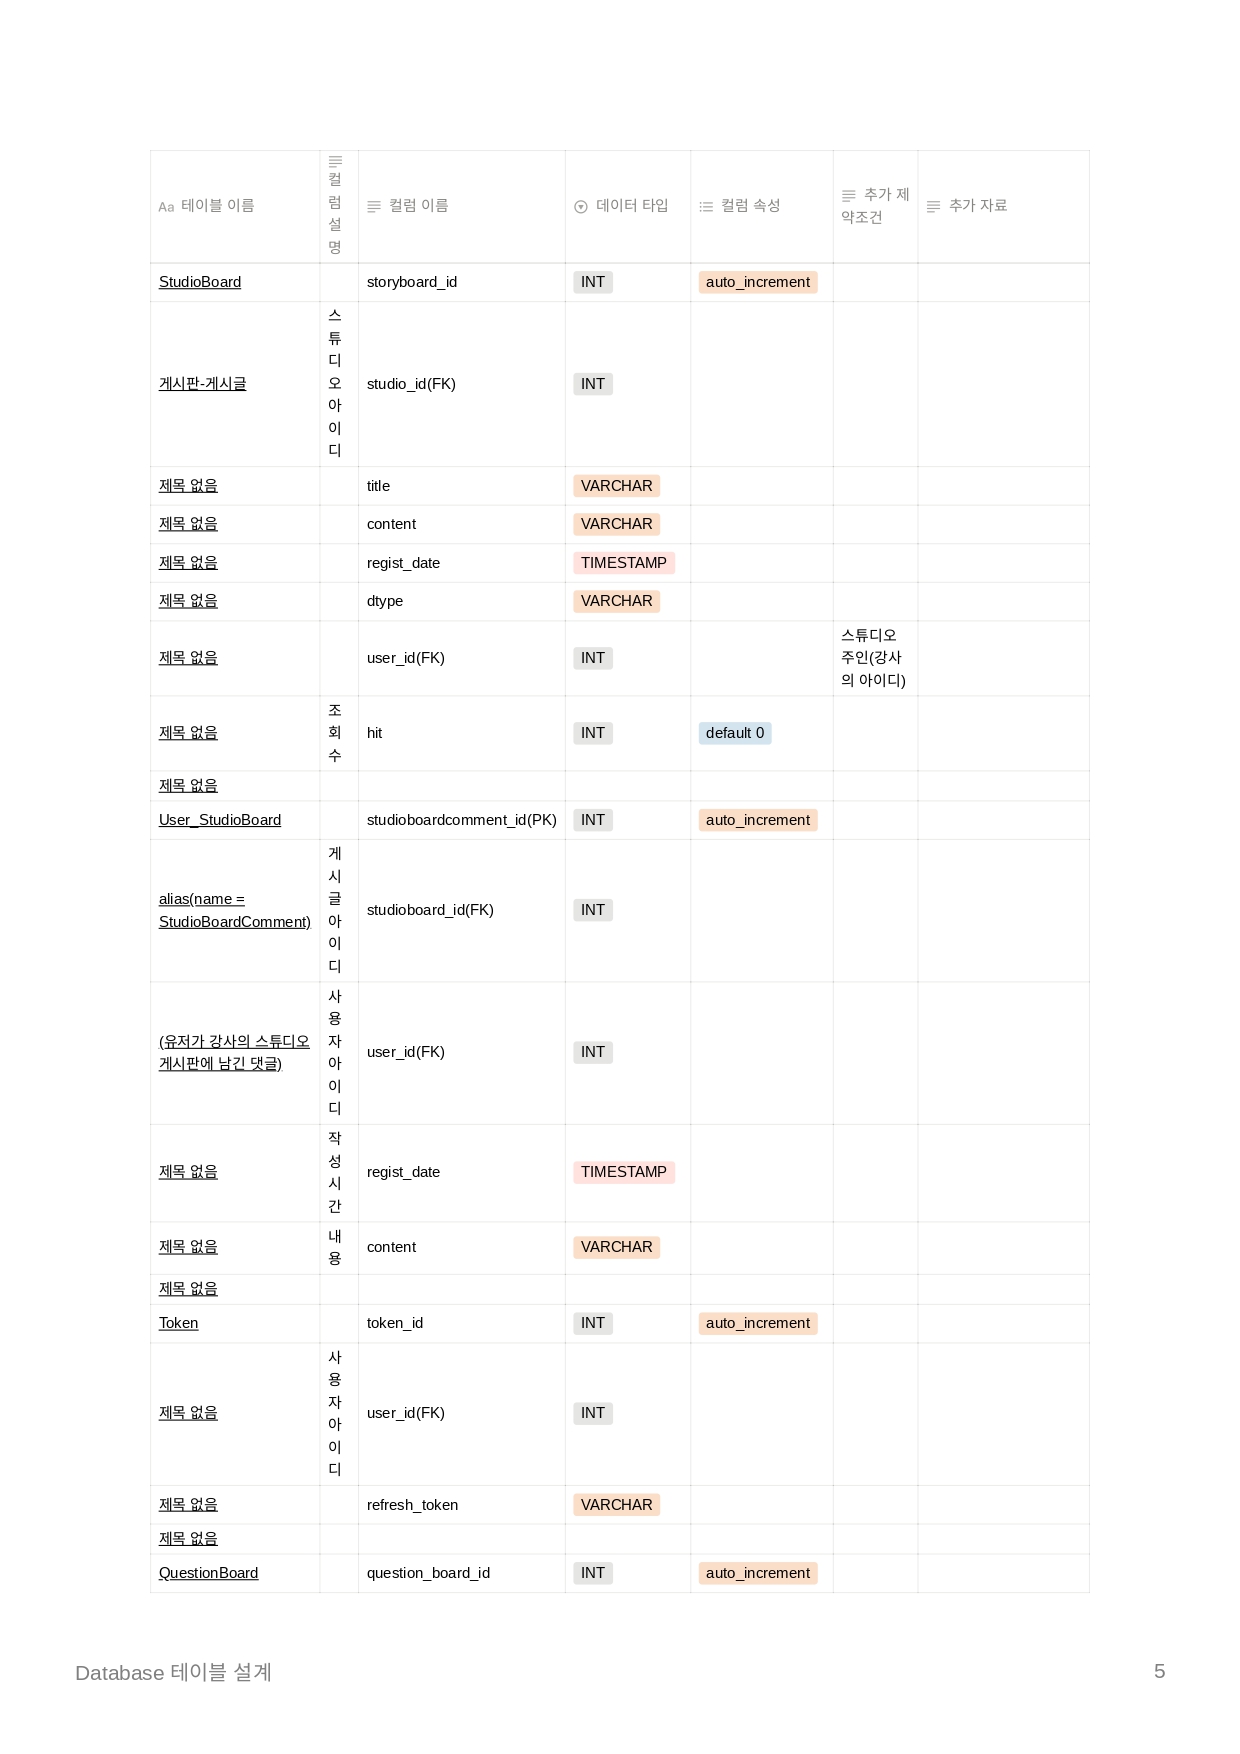 Aa 테이블 이름 컬럼 설명 컬럼 이름 데이터 타입 컬럼 속성 추가 제약조건 추가 자료
StudioBoard storyboard_id INT auto_increment
게시판-게시글 스튜디오아이디 studio_id(FK) INT
제목 없음 title VARCHAR
제목 없음 content VARCHAR
제목 없음 regist_date TIMESTAMP
제목 없음 dtype VARCHAR
제목 없음 user_id(FK) INT 스튜디오 주인(강사의 아이디)
제목 없음 조회수 hit INT default 0
제목 없음
User_StudioBoard studioboardcomment_id(PK) INT auto_increment
alias(name = StudioBoardComment) 게시글아이디 studioboard_id(FK) INT
(유저가 강사의 스튜디오 게시판에 남긴 댓글) 사용자아이디 user_id(FK) INT
제목 없음 작성시간 regist_date TIMESTAMP
제목 없음 내용 content VARCHAR
제목 없음
Token token_id INT auto_increment
제목 없음 사용자아이디 user_id(FK) INT
제목 없음 refresh_token VARCHAR
제목 없음
QuestionBoard question_board_id INT auto_increment
Database 테이블 설계 5